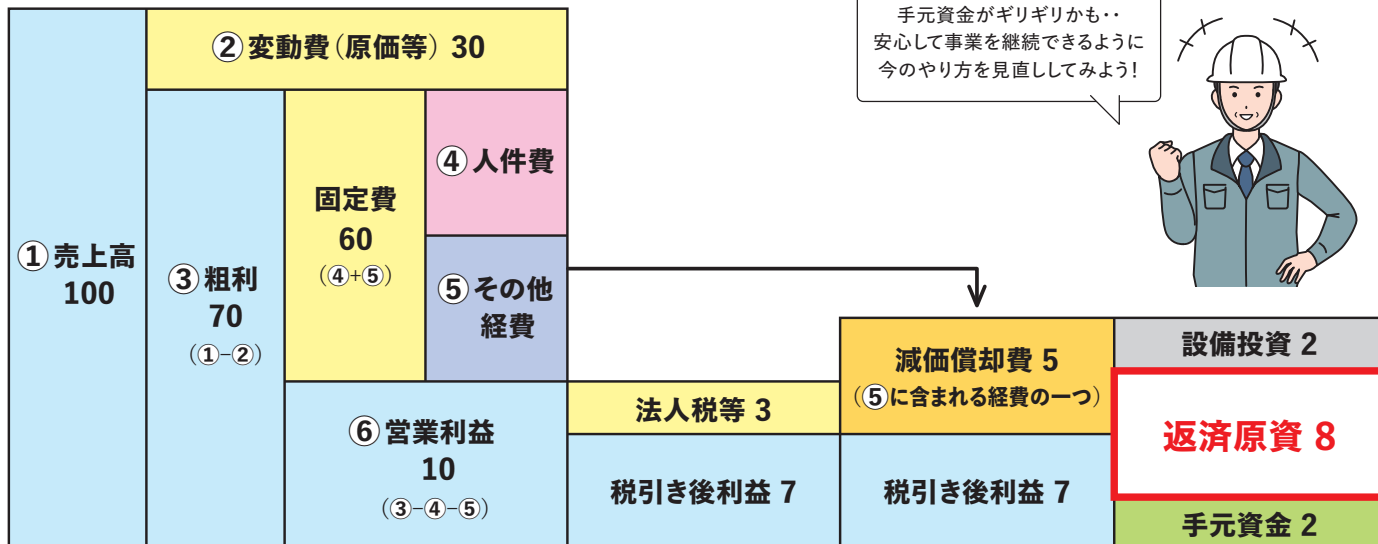 手元資金がギリギリかも・・
安心して事業を継続できるように
今のやり方を見直ししてみよう！
②変動費（原価等） 30
①売上高
100
③粗利
70
（①−②）
固定費
60
（④+⑤）
④人件費
⑤その他
経費
⑥営業利益
10
（③−④−⑤）
法人税等 3
税引き後利益 7
減価償却費 5
（⑤に含まれる経費の一つ）
税引き後利益 7
設備投資 2
返済原資 8
手元資金 2